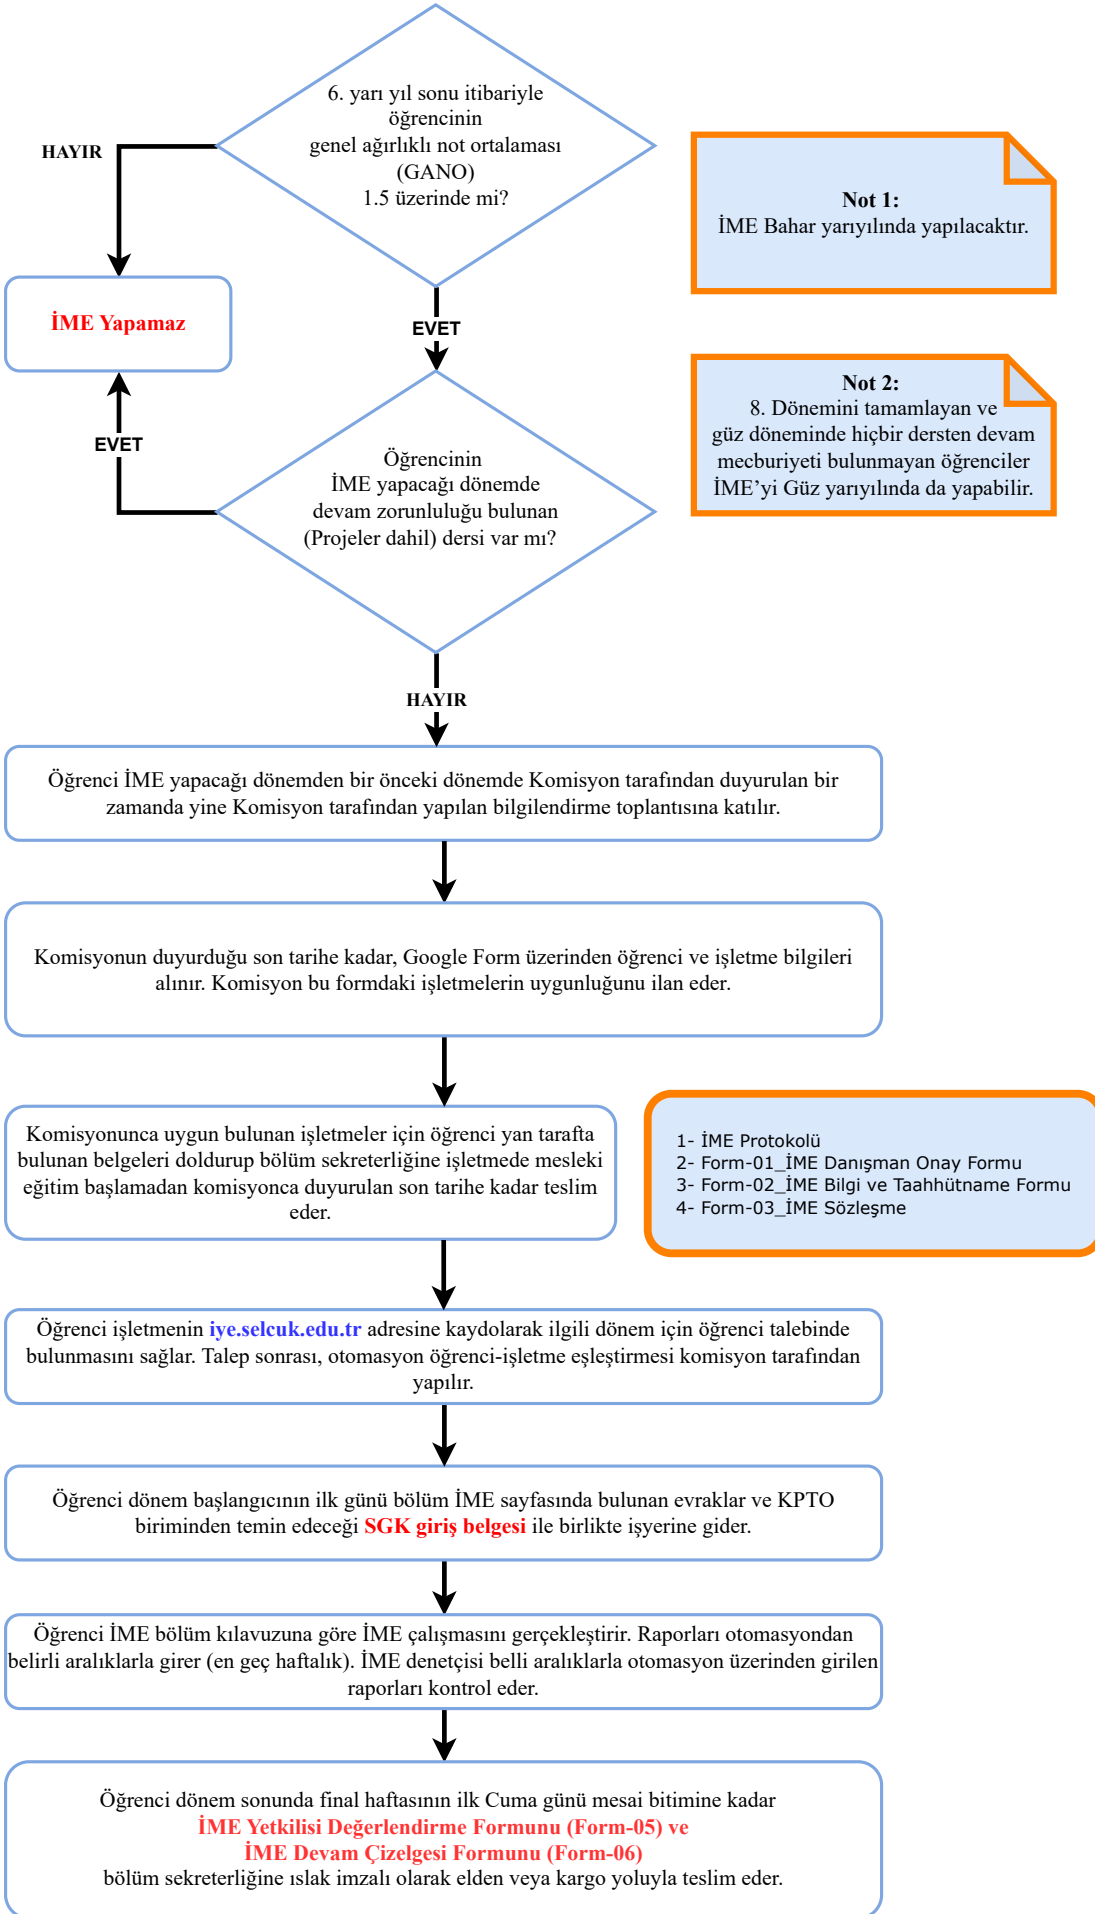 6. yarı yıl sonu itibariyle
öğrencinin
genel ağırlıklı not ortalaması
(GANO)
1.5 üzerinde mi?
HAYIR
Not 1:
İME Bahar yarıyılında yapılacaktır.
İME Yapamaz
EVET
Not 2:
8. Dönemini tamamlayan ve
güz döneminde hiçbir dersten devam
mecburiyeti bulunmayan öğrenciler
İME’yi Güz yarıyılında da yapabilir.
EVET
Öğrencinin
İME yapacağı dönemde
devam zorunluluğu bulunan
(Projeler dahil) dersi var mı?
HAYIR
Öğrenci İME yapacağı dönemden bir önceki dönemde Komisyon tarafından duyurulan bir
zamanda yine Komisyon tarafından yapılan bilgilendirme toplantısına katılır.
Komisyonun duyurduğu son tarihe kadar, Google Form üzerinden öğrenci ve işletme bilgileri
alınır. Komisyon bu formdaki işletmelerin uygunluğunu ilan eder.
Komisyonunca uygun bulunan işletmeler için öğrenci yan tarafta
bulunan belgeleri doldurup bölüm sekreterliğine işletmede mesleki
eğitim başlamadan komisyonca duyurulan son tarihe kadar teslim
eder.
1- İME Protokolü
2- Form-01_İME Danışman Onay Formu
3- Form-02_İME Bilgi ve Taahhütname Formu
4- Form-03_İME Sözleşme
Öğrenci işletmenin iye.selcuk.edu.tr adresine kaydolarak ilgili dönem için öğrenci talebinde
bulunmasını sağlar. Talep sonrası, otomasyon öğrenci-işletme eşleştirmesi komisyon tarafından
yapılır.
Öğrenci dönem başlangıcının ilk günü bölüm İME sayfasında bulunan evraklar ve KPTO
biriminden temin edeceği SGK giriş belgesi ile birlikte işyerine gider.
Öğrenci İME bölüm kılavuzuna göre İME çalışmasını gerçekleştirir. Raporları otomasyondan
belirli aralıklarla girer (en geç haftalık). İME denetçisi belli aralıklarla otomasyon üzerinden girilen
raporları kontrol eder.
Öğrenci dönem sonunda final haftasının ilk Cuma günü mesai bitimine kadar
İME Yetkilisi Değerlendirme Formunu (Form-05) ve
İME Devam Çizelgesi Formunu (Form-06)
bölüm sekreterliğine ıslak imzalı olarak elden veya kargo yoluyla teslim eder.